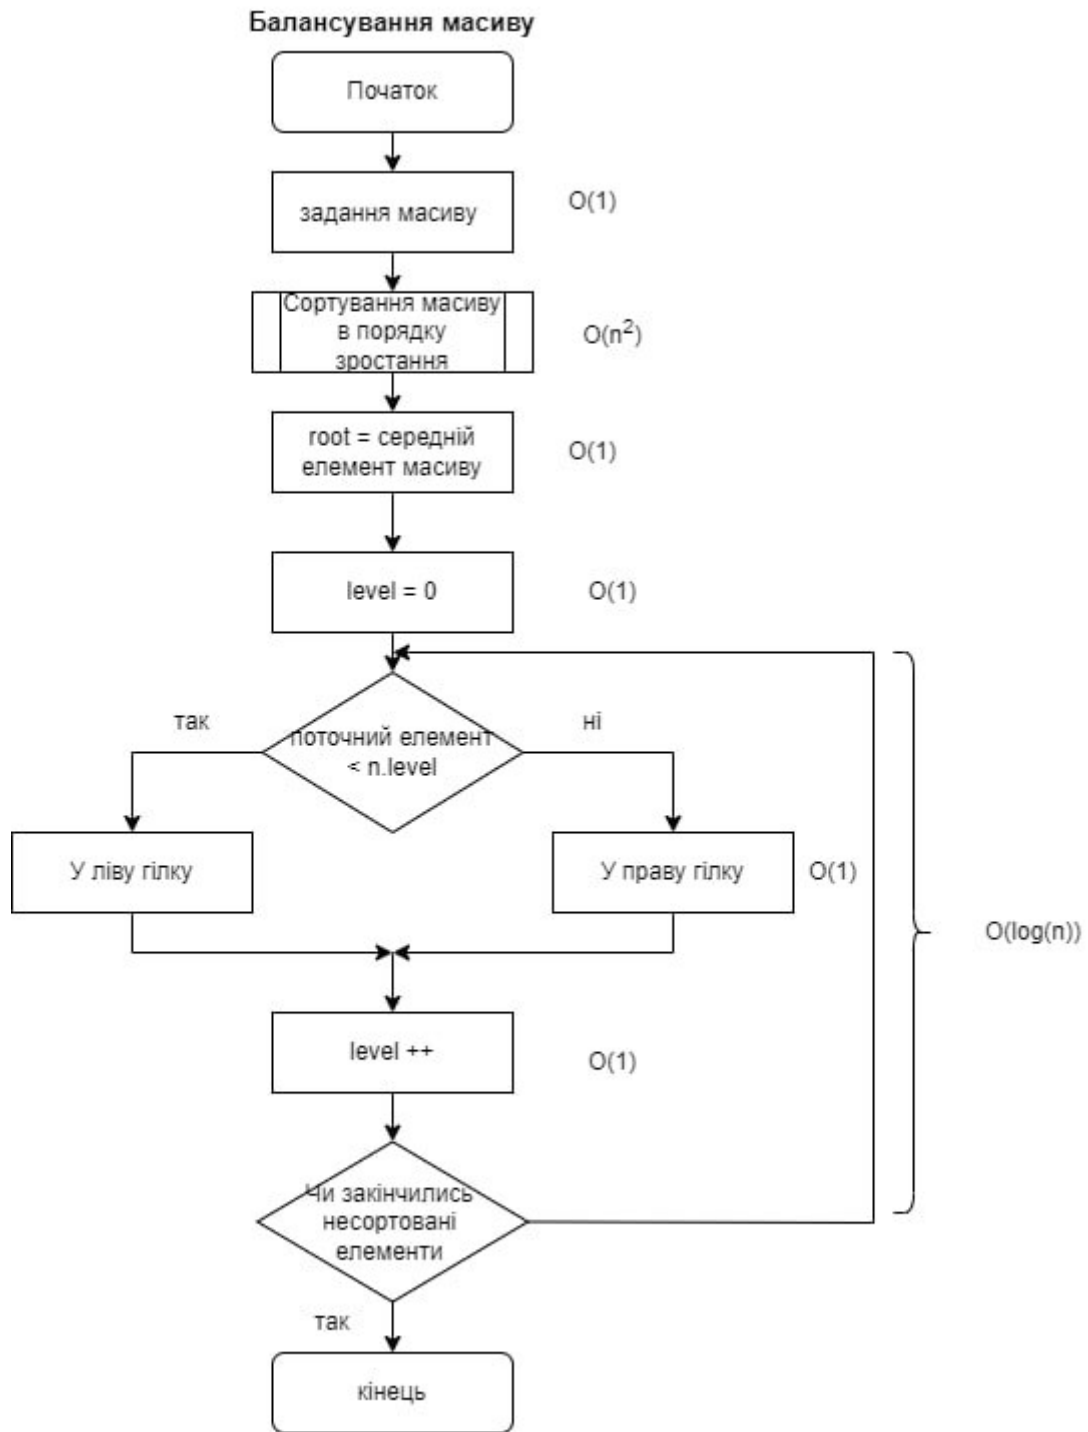 Балансування масиву
Початок
задання масиву
O(1)
Сортування масиву
в порядку
зростання
O(n²)
root = середній
елемент масиву
O(1)
level = 0
O(1)
так
ні
поточний елемент
< n.level
У ліву гілку
У праву гілку
O(1)
O(log(n))
level ++
O(1)
Чи закінчились
несортовані
елементи
так
кінець